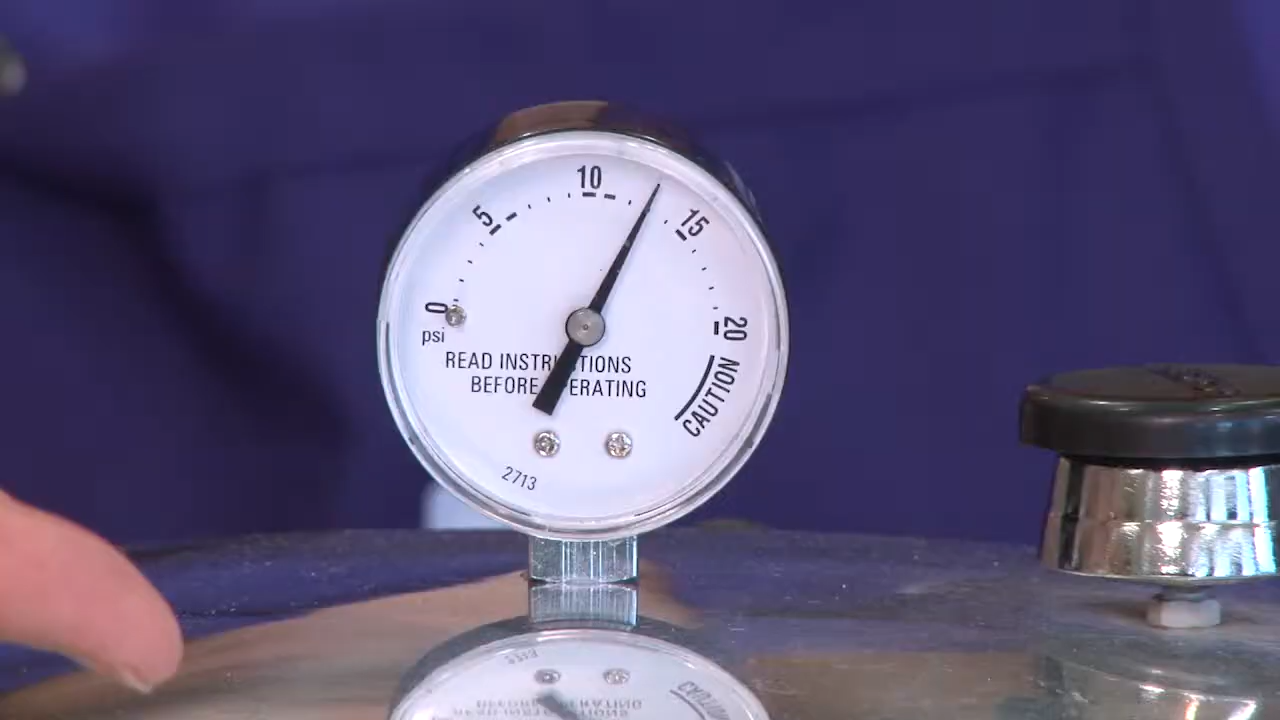 10
5
15
0
20
psi
READ INSTRUCTIONS
BEFORE OPERATING
CAUTION
2713